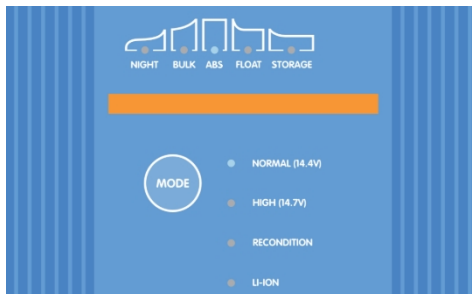 NIGHT BULK ABS FLOAT STORAGE
MODE
NORMAL (14.4V)
HIGH (14.7V)
RECONDITION
LI-ION